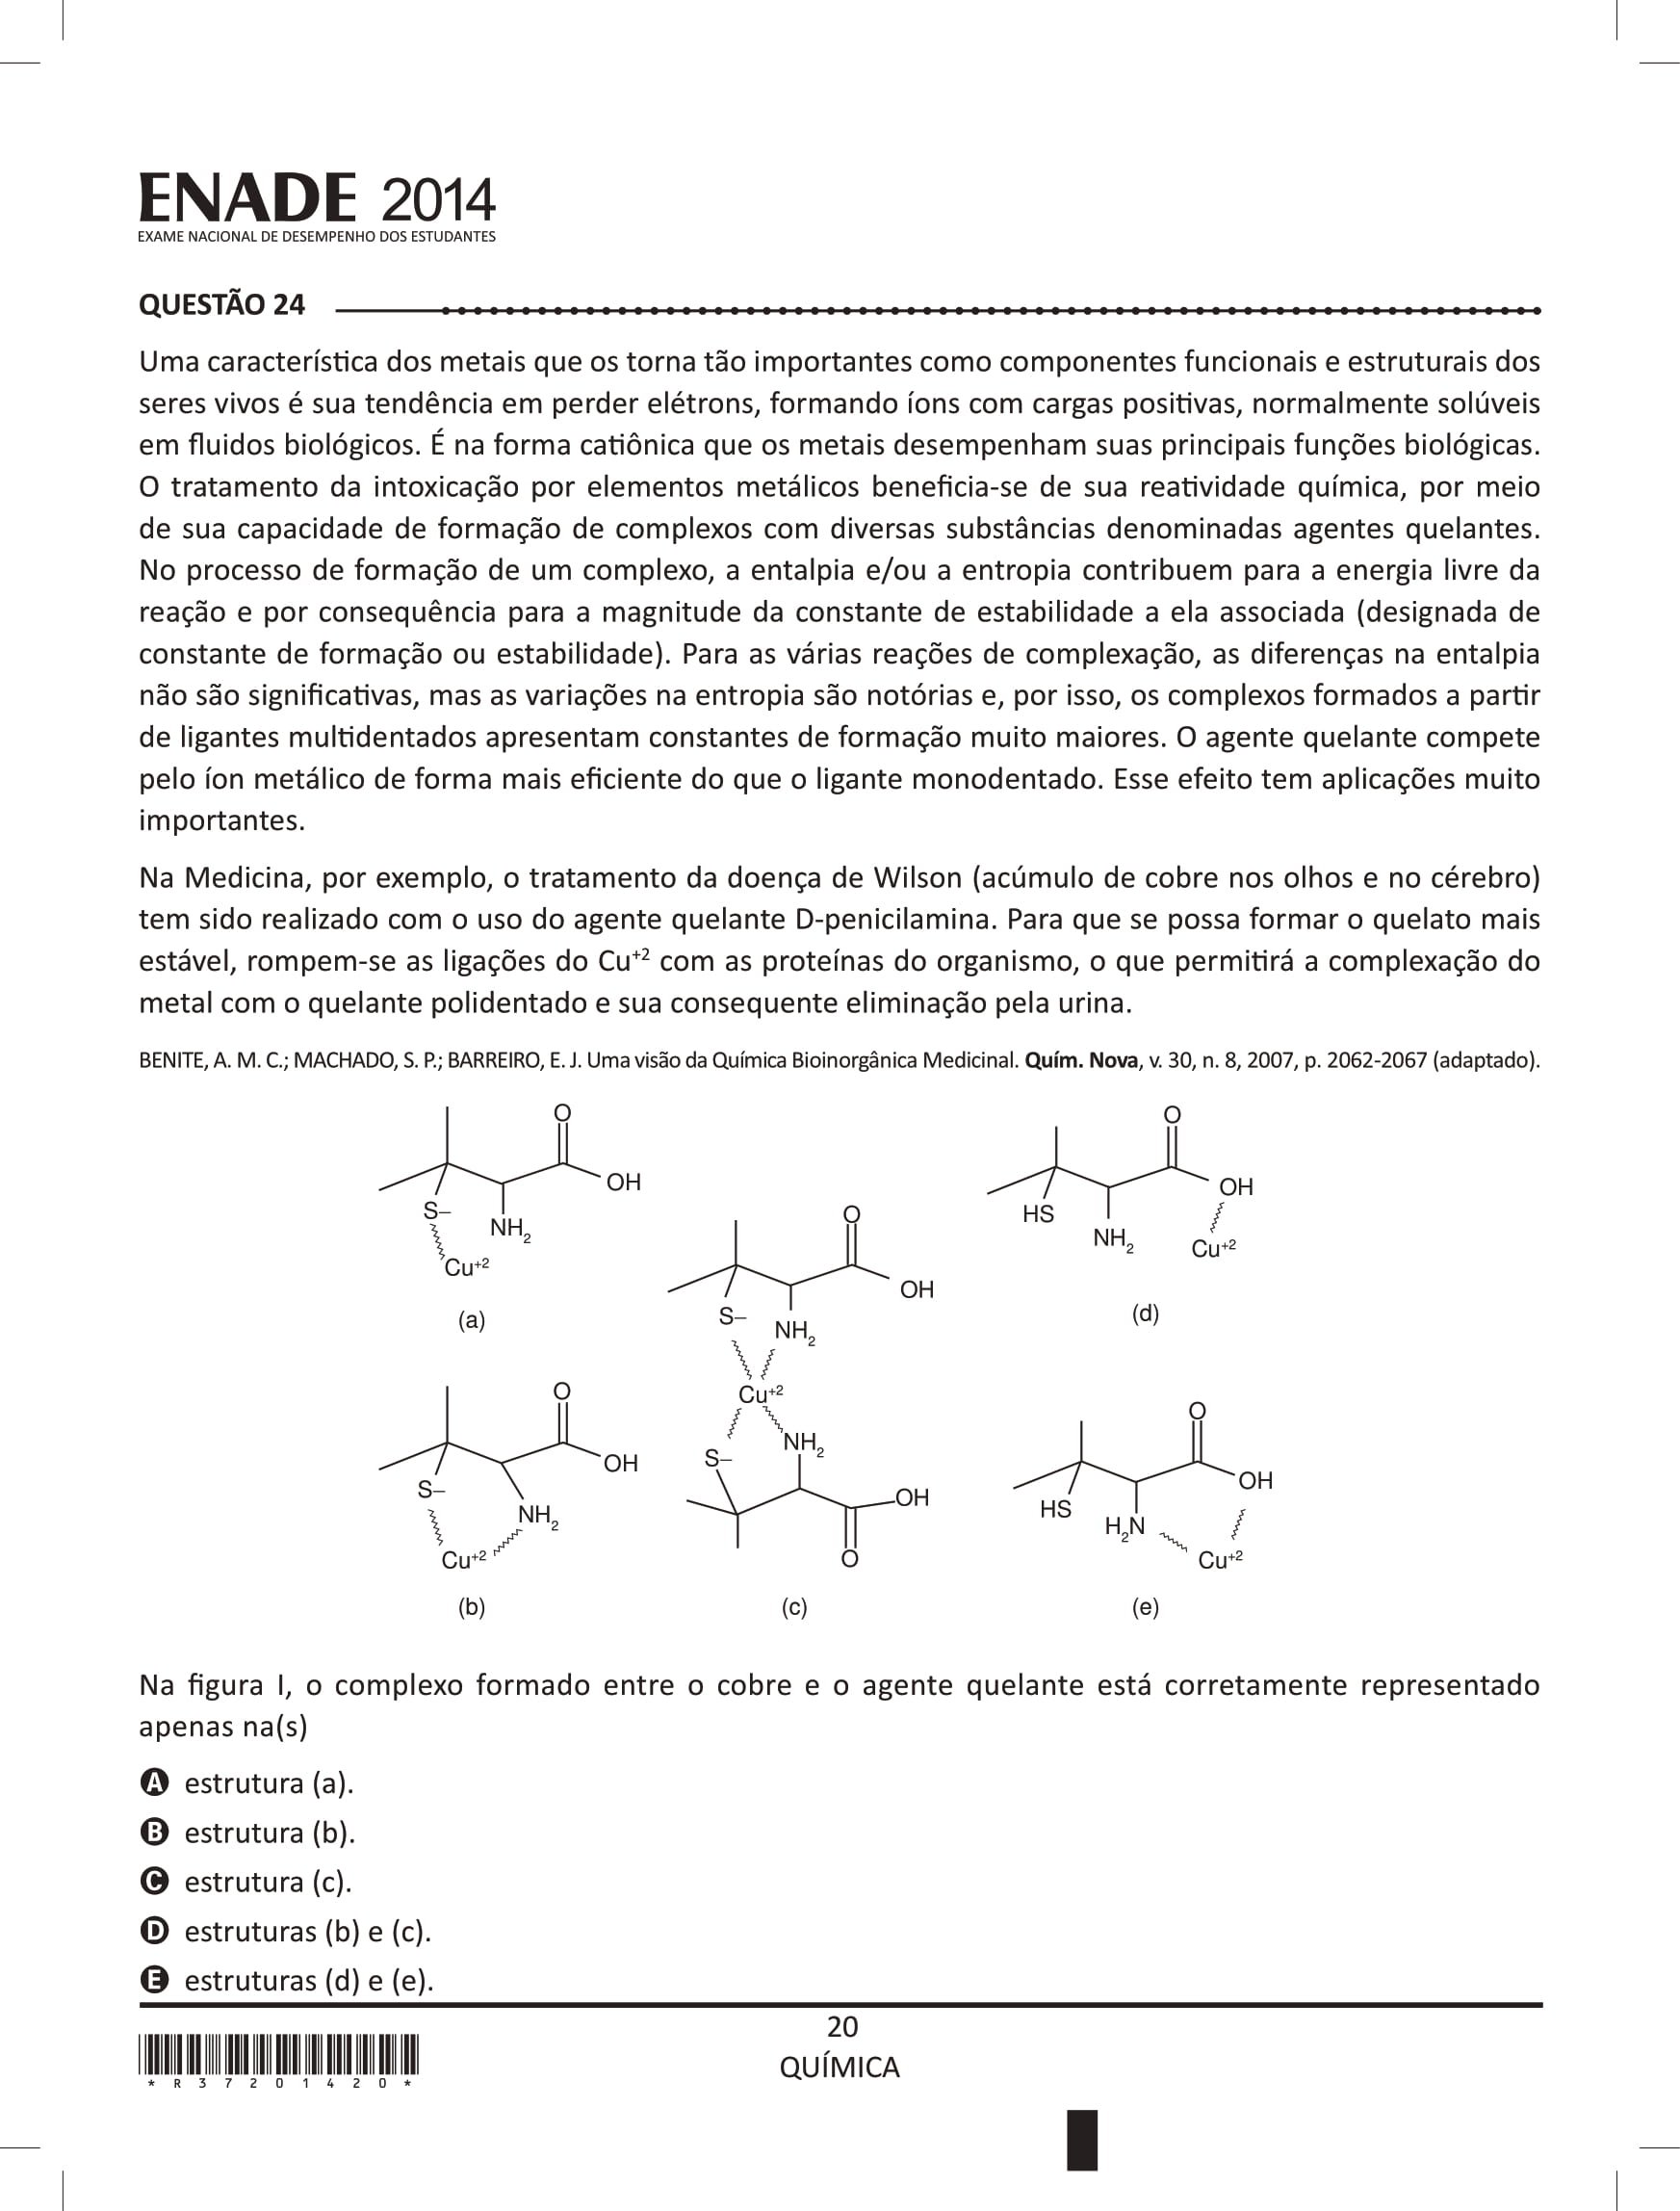 ENADE 2014
EXAME NACIONAL DE DESEMPENHO DOS ESTUDANTES
QUESTÃO 24
Uma característica dos metais que os torna tão importantes como componentes funcionais e estruturais dos
seres vivos é sua tendência em perder elétrons, formando íons com cargas positivas, normalmente solúveis
em fluidos biológicos. É na forma catiônica que os metais desempenham suas principais funções biológicas.
O tratamento da intoxicação por elementos metálicos beneficia-se de sua reatividade química, por meio
de sua capacidade de formação de complexos com diversas substâncias denominadas agentes quelantes.
No processo de formação de um complexo, a entalpia e/ou a entropia contribuem para a energia livre da
reação e por consequência para a magnitude da constante de estabilidade a ela associada (designada de
constante de formação ou estabilidade). Para as várias reações de complexação, as diferenças na entalpia
não são significativas, mas as variações na entropia são notórias e, por isso, os complexos formados a partir
de ligantes multidentados apresentam constantes de formação muito maiores. O agente quelante compete
pelo íon metálico de forma mais eficiente do que o ligante monodentado. Esse efeito tem aplicações muito
importantes.
Na Medicina, por exemplo, o tratamento da doença de Wilson (acúmulo de cobre nos olhos e no cérebro)
tem sido realizado com o uso do agente quelante D-penicilamina. Para que se possa formar o quelato mais
estável, rompem-se as ligações do Cu+2 com as proteínas do organismo, o que permitirá a complexação do
metal com o quelante polidentado e sua consequente eliminação pela urina.
BENITE, A. M. C.; MACHADO, S. P.; BARREIRO, E. J. Uma visão da Química Bioinorgânica Medicinal. Quím. Nova, v. 30, n. 8, 2007, p. 2062-2067 (adaptado).
O
OH
S–
NH2
Cu+2
(a)
O
OH
S–
NH2
Cu+2
(b)
O
OH
S–
NH2
Cu+2
NH2
S–
OH
O
(c)
O
OH
HS
NH2
Cu+2
(d)
O
OH
HS
H2N
Cu+2
(e)
Na figura I, o complexo formado entre o cobre e o agente quelante está corretamente representado
apenas na(s)
A estrutura (a).
B estrutura (b).
C estrutura (c).
D estruturas (b) e (c).
E estruturas (d) e (e).
20
QUÍMICA
* R 3 7 2 0 1 4 2 0 *